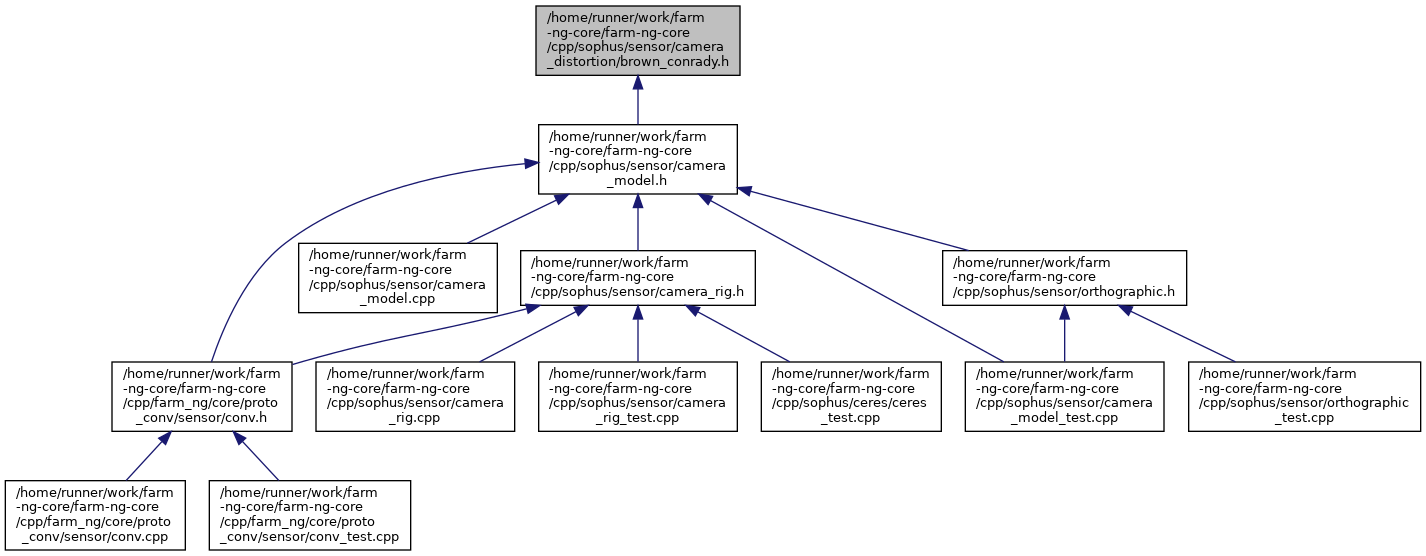 /home/runner/work/farm
-ng-core/farm-ng-core
/cpp/sophus/sensor/camera
_distortion/brown_conrady.h
/home/runner/work/farm
-ng-core/farm-ng-core
/cpp/sophus/sensor/camera
_model.h
/home/runner/work/farm
-ng-core/farm-ng-core
/cpp/sophus/sensor/camera
_model.cpp
/home/runner/work/farm
-ng-core/farm-ng-core
/cpp/sophus/sensor/camera_rig.h
/home/runner/work/farm
-ng-core/farm-ng-core
/cpp/sophus/sensor/orthographic.h
/home/runner/work/farm
-ng-core/farm-ng-core
/cpp/farm_ng/core/proto
_conv/sensor/conv.h
/home/runner/work/farm
-ng-core/farm-ng-core
/cpp/sophus/sensor/camera
_rig.cpp
/home/runner/work/farm
-ng-core/farm-ng-core
/cpp/sophus/sensor/camera
_rig_test.cpp
/home/runner/work/farm
-ng-core/farm-ng-core
/cpp/sophus/ceres/ceres
_test.cpp
/home/runner/work/farm
-ng-core/farm-ng-core
/cpp/sophus/sensor/camera
_model_test.cpp
/home/runner/work/farm
-ng-core/farm-ng-core
/cpp/sophus/sensor/orthographic
_test.cpp
/home/runner/work/farm
-ng-core/farm-ng-core
/cpp/farm_ng/core/proto
_conv/sensor/conv.cpp
/home/runner/work/farm
-ng-core/farm-ng-core
/cpp/farm_ng/core/proto
_conv/sensor/conv_test.cpp